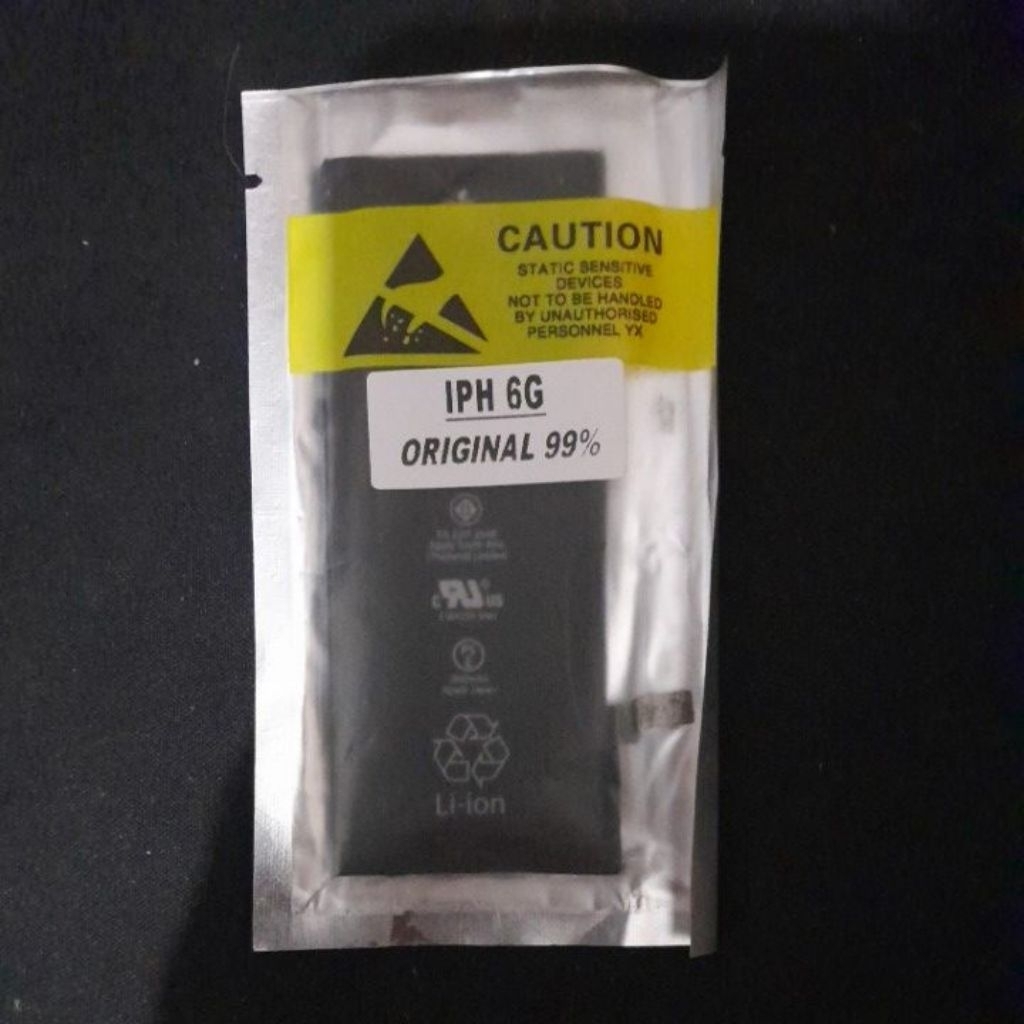 CAUTION
STATIC SENSITIVE
DEVICES
NOT TO BE HANDLED
BY UNAUTHORISED
PERSONNEL YX
IPH 6G
ORIGINAL 99%
Li-ion